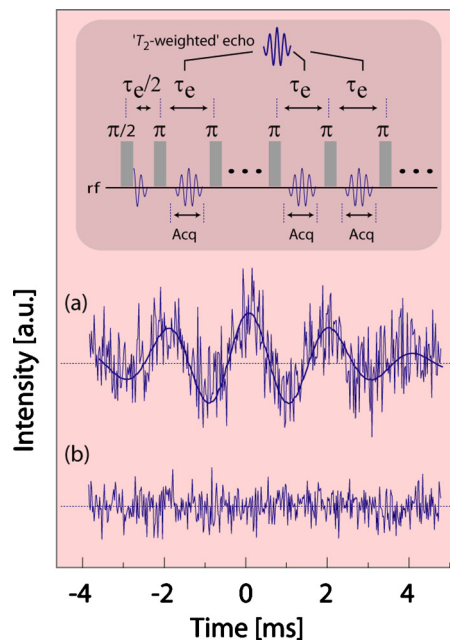 'T₂-weighted' echo
τe/2 τe τe τe
π/2 π π π π π
rf
Acq Acq Acq
(a)
(b)
Intensity [a.u.]
-4 -2 0 2 4
Time [ms]